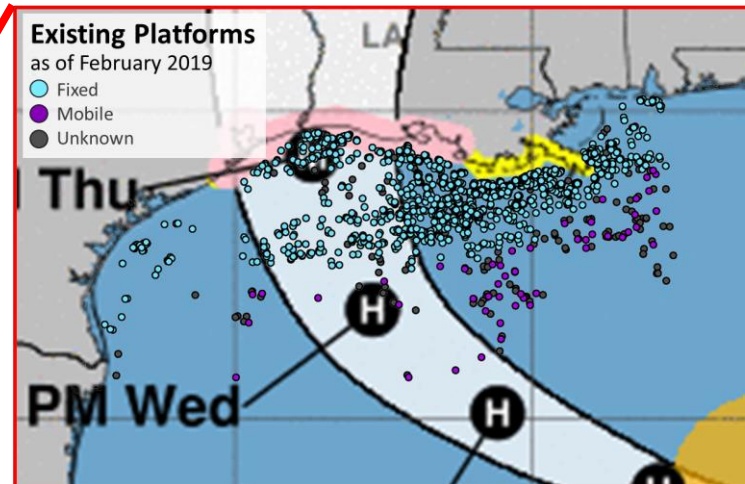 Existing Platforms
as of February 2019
Fixed
Mobile
Unknown
LA
Thu
H
PM Wed
H
H